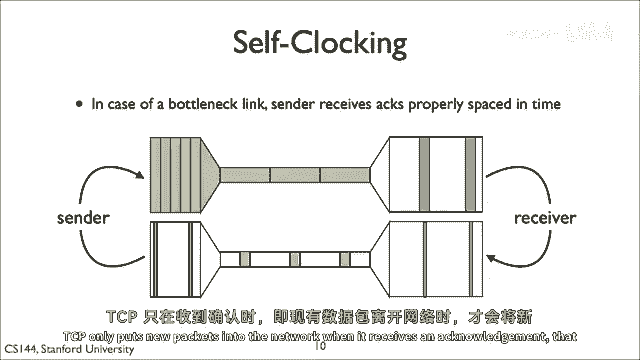 Self-Clocking
• In case of a bottleneck link, sender receives acks properly spaced in time
sender
receiver
TCP 只在收到确认时，即现有数据包离开网络时，才会将新
TCP only puts new packets into the network when it receives an acknowledgement, that
CS144, Stanford University
10